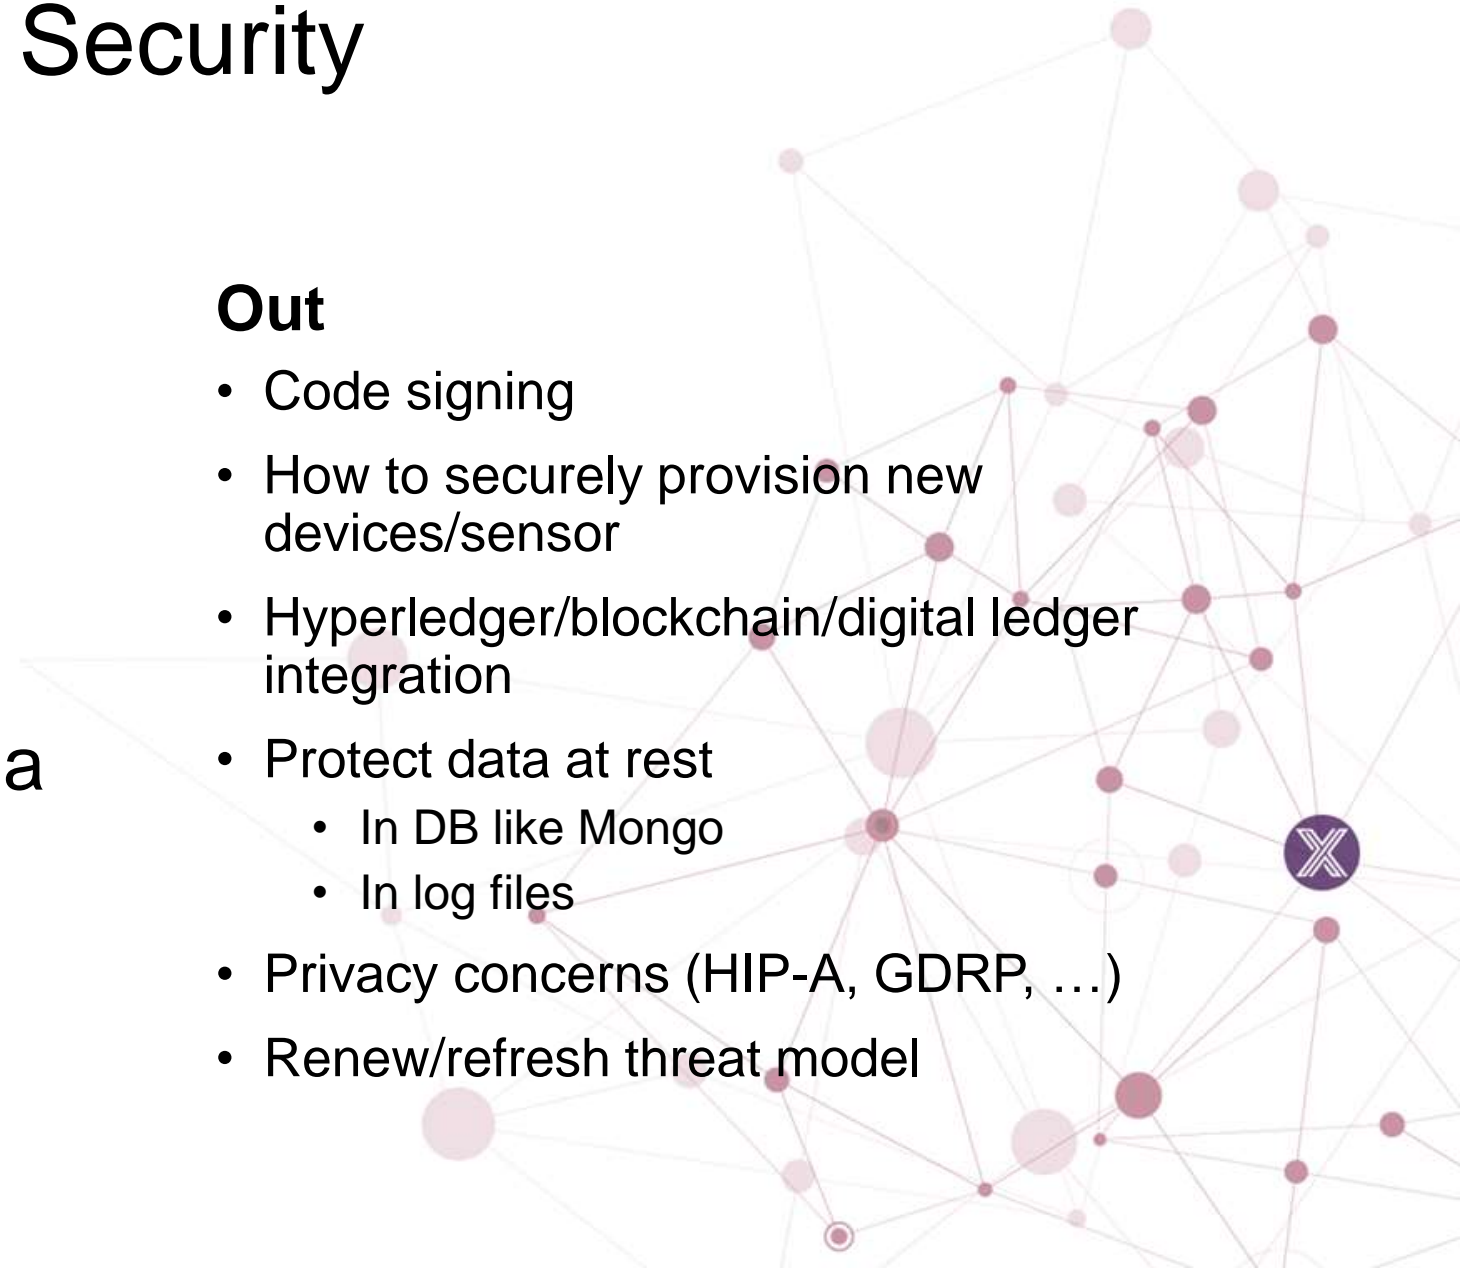 Security
Out
• Code signing
• How to securely provision new
devices/sensor
• Hyperledger/blockchain/digital ledger
integration
a
• Protect data at rest
• In DB like Mongo
• In log files
• Privacy concerns (HIP-A, GDRP, …)
• Renew/refresh threat model